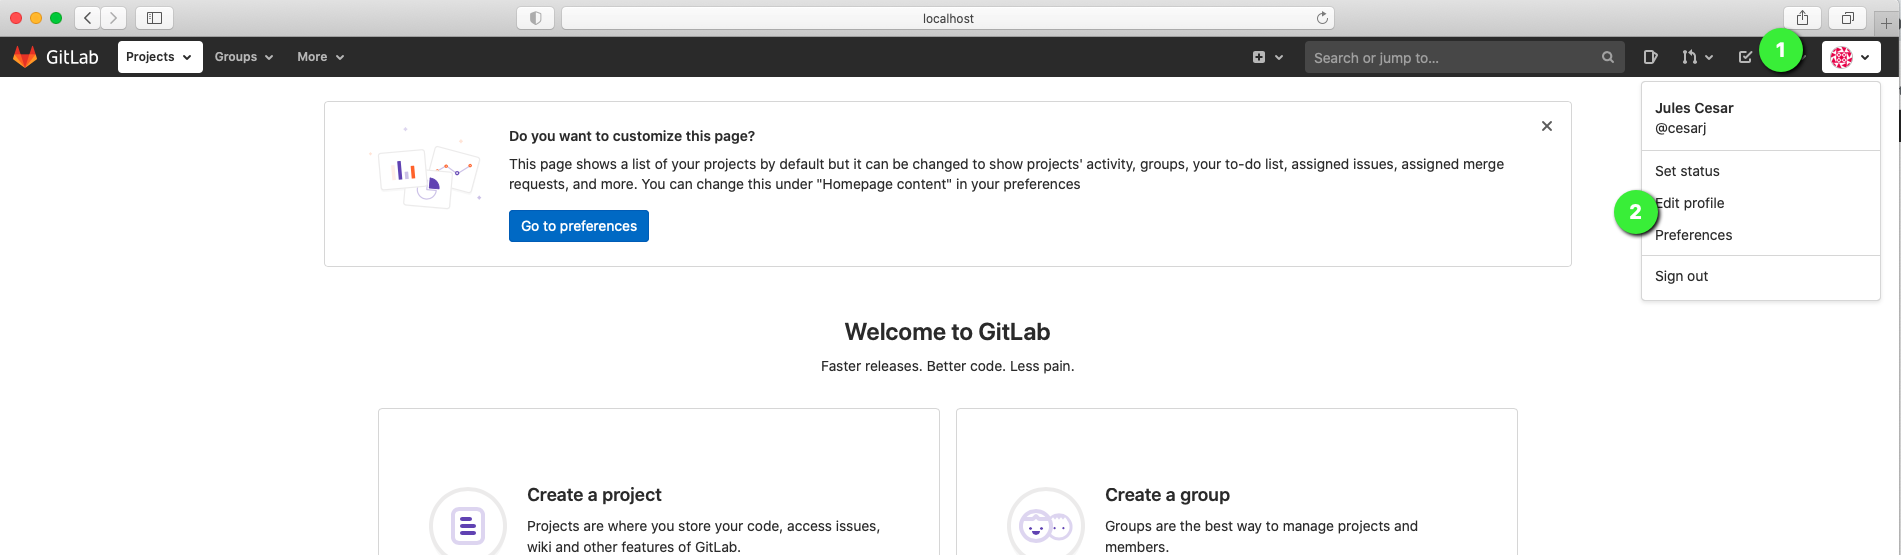 localhost
GitLab Projects Groups More Search or jump to... 1
Jules Cesar
@cesarj
Set status
Edit profile
2
Preferences
Sign out
Do you want to customize this page?
This page shows a list of your projects by default but it can be changed to show projects' activity, groups, your to-do list, assigned issues, assigned merge
requests, and more. You can change this under "Homepage content" in your preferences
Go to preferences
Welcome to GitLab
Faster releases. Better code. Less pain.
Create a project
Projects are where you store your code, access issues,
wiki and other features of GitLab.
Create a group
Groups are the best way to manage projects and
members.